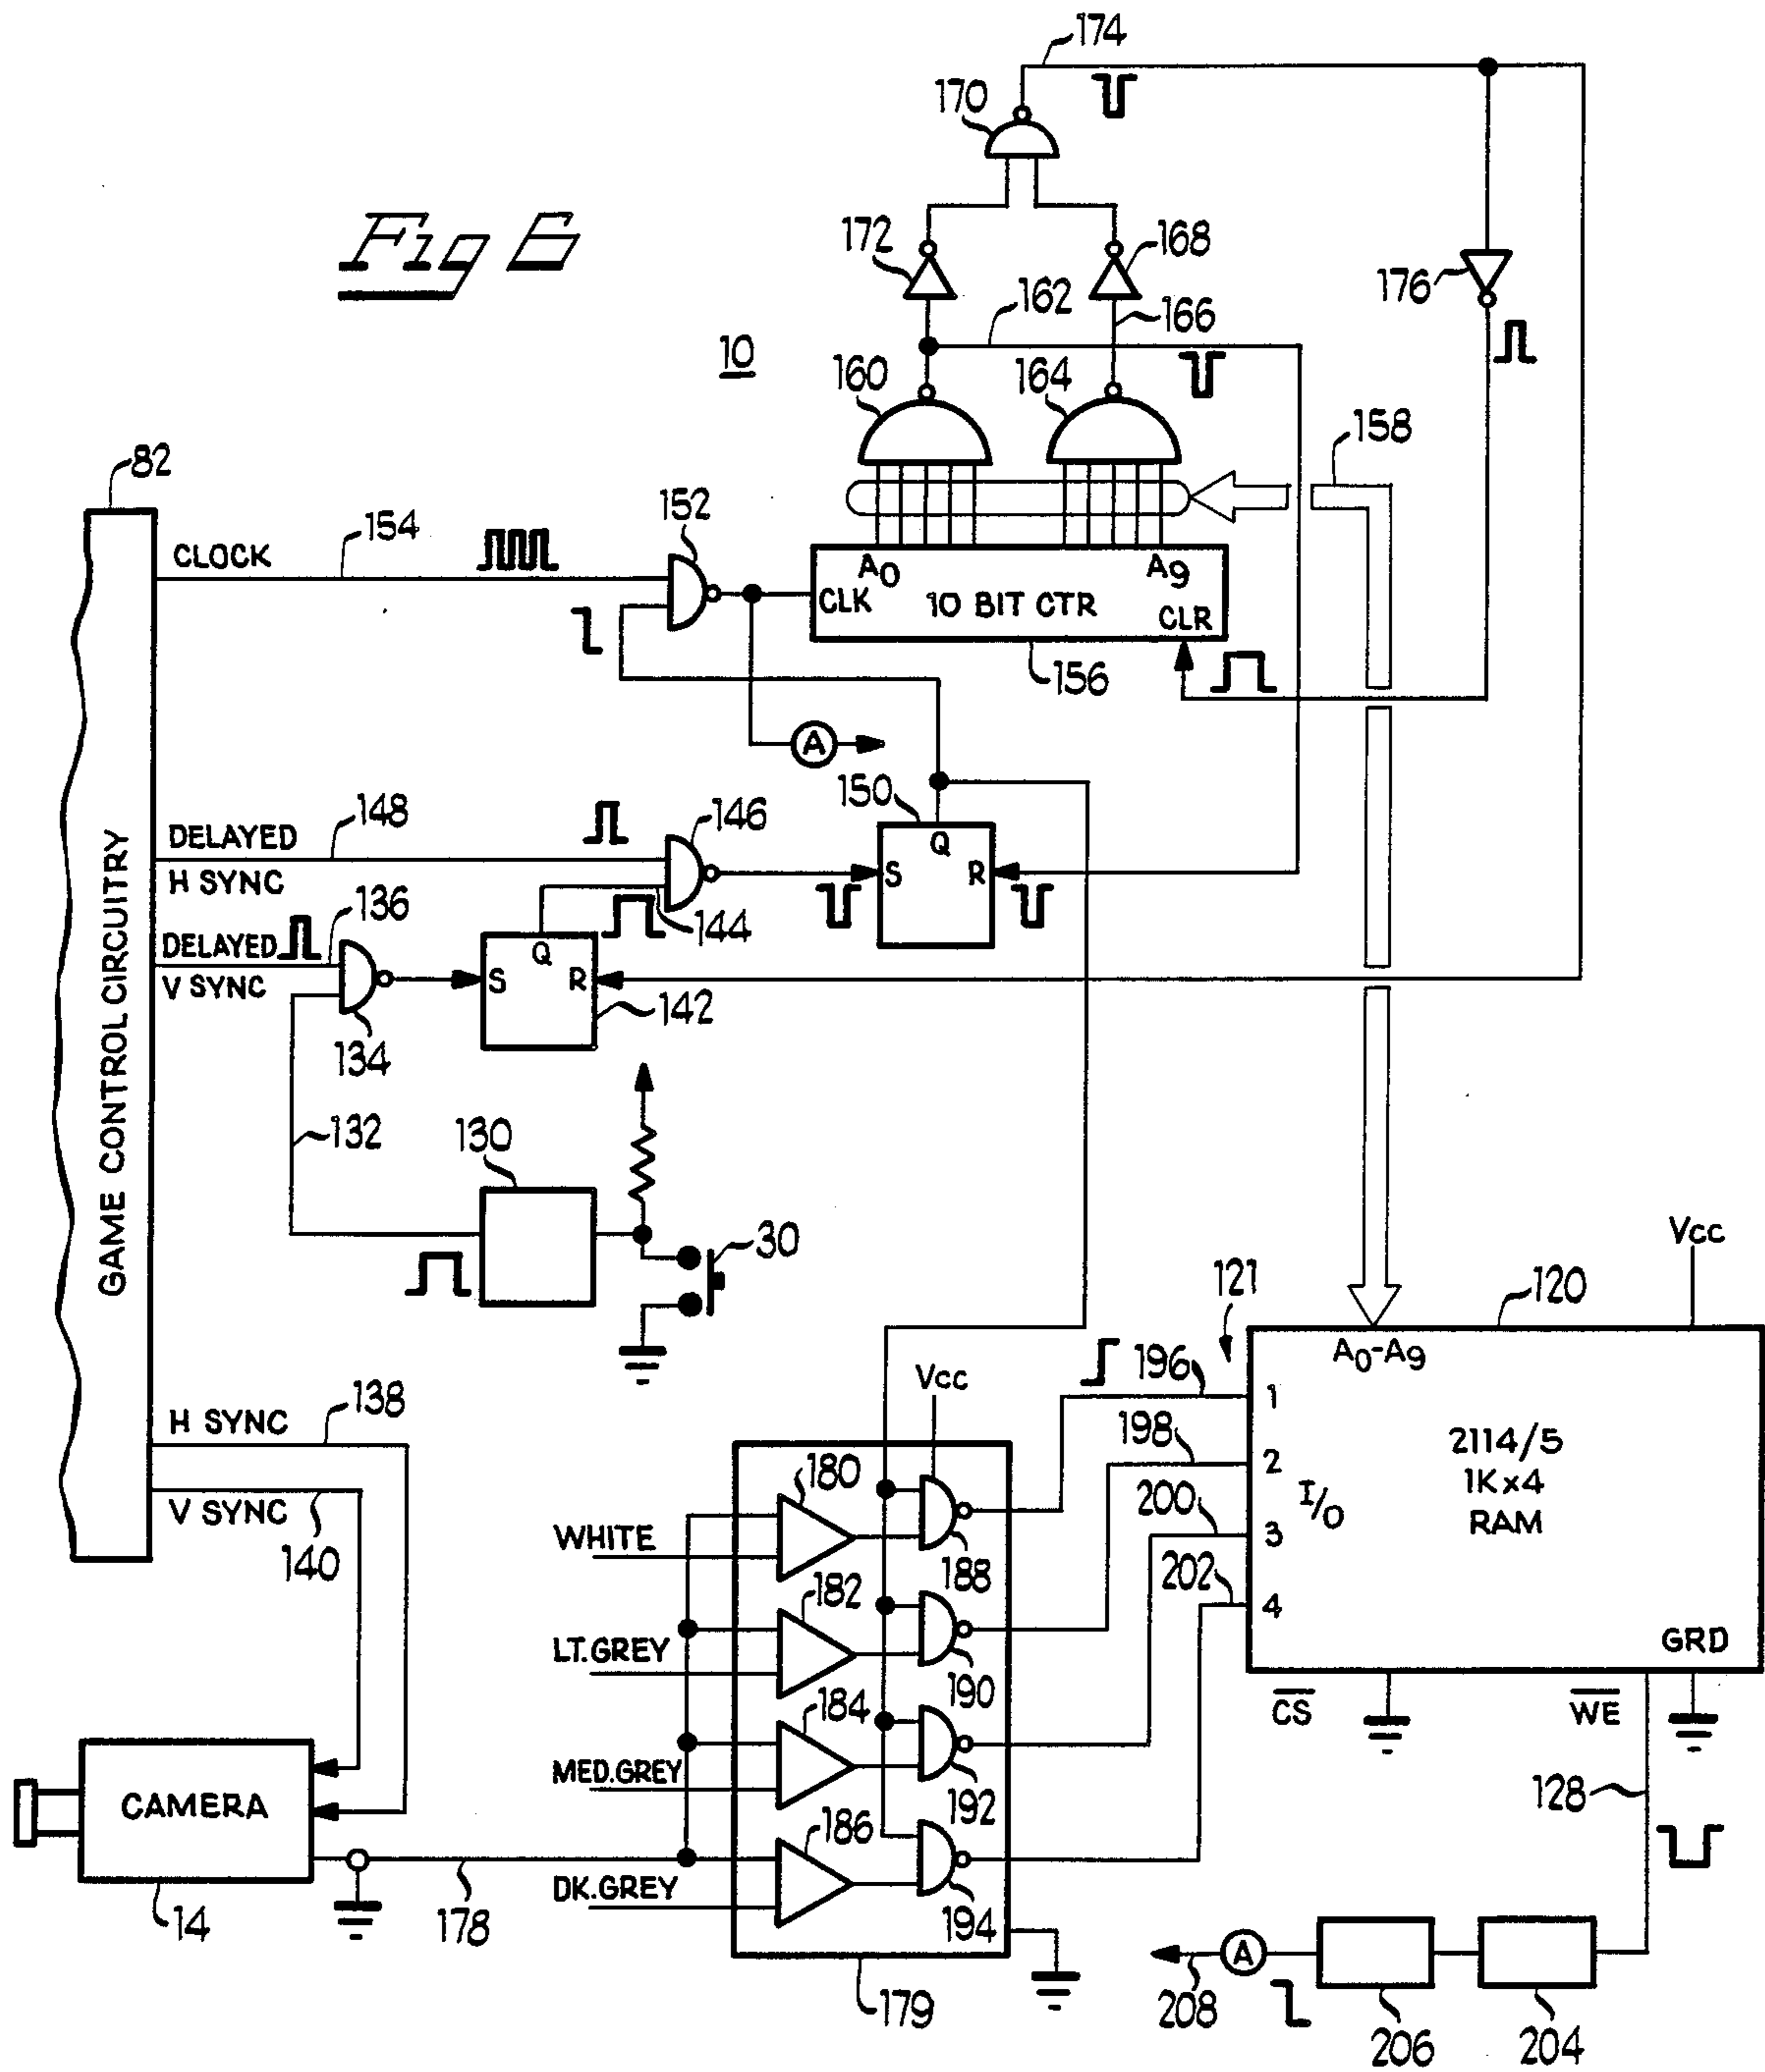 Fig 6
10
174
170
172
168
176
162
166
160
164
158
82
154
152
CLOCK
A0
A9
CLK
10 BIT CTR
CLR
156
A
150
148
146
DELAYED
H SYNC
Q
S
R
144
136
DELAYED
V SYNC
Q
S
R
142
134
GAME CONTROL CIRCUITRY
132
130
30
Vcc
121
120
138
H SYNC
V SYNC
140
Vcc
196
A0-A9
1
198
2
200
3
202
4
I/O
2114/5
1K x 4
RAM
GRD
CS
WE
WHITE
180
188
LT.GREY
182
190
MED.GREY
184
192
DK.GREY
186
194
128
CAMERA
14
178
179
A
208
206
204